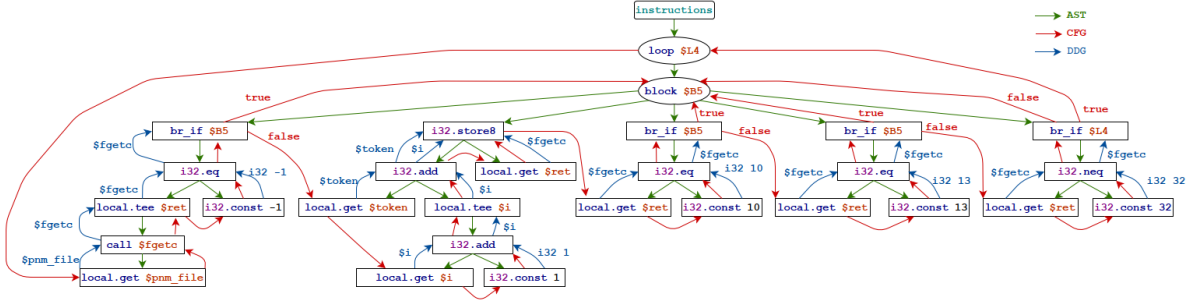 instructions
AST
CFG
DDG
loop $L4
block $B5
true
true
true
false
true
br_if $B5
i32.store8
br_if $B5
br_if $B5
br_if $L4
false
false
false
$fgetc
$token
$i
$fgetc
$fgetc
$fgetc
$fgetc
i32.eq
i32 -1
i32.add
local.get $ret
i32.eq
i32 10
i32.eq
i32 13
i32.neq
i32 32
$fgetc
$token
$i
$fgetc
$fgetc
$fgetc
local.tee $ret
i32.const -1
local.get $token
local.tee $i
local.get $ret
i32.const 10
local.get $ret
i32.const 13
local.get $ret
i32.const 32
$fgetc
$i
call $fgetc
i32.add
$pnm_file
$i
i32 1
local.get $pnm_file
local.get $i
i32.const 1